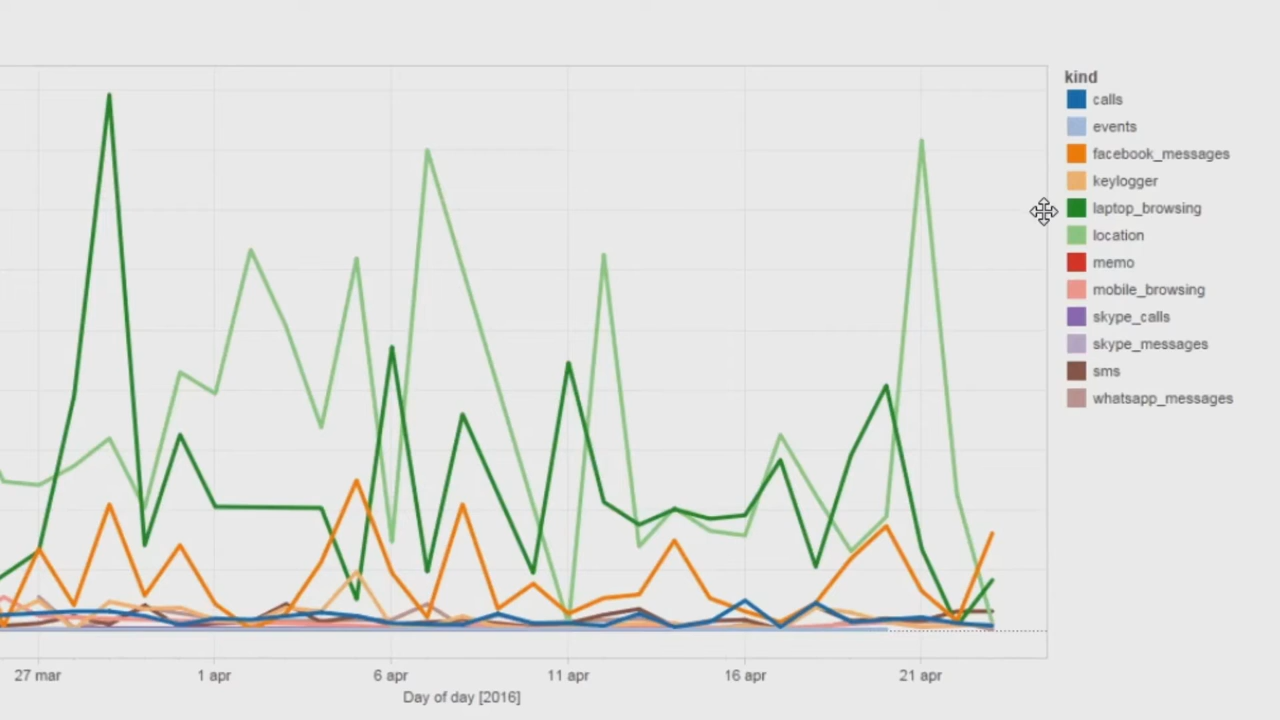 kind
calls
events
facebook_messages
keylogger
laptop_browsing
location
memo
mobile_browsing
skype_calls
skype_messages
sms
whatsapp_messages
27 mar 1 apr 6 apr 11 apr 16 apr 21 apr
Day of day [2016]